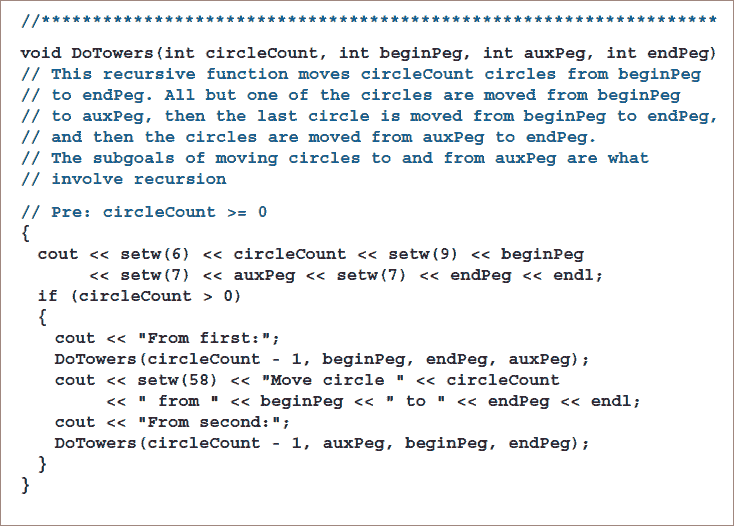 //******************************************************************
void DoTowers(int circleCount, int beginPeg, int auxPeg, int endPeg)
// This recursive function moves circleCount circles from beginPeg
// to endPeg. All but one of the circles are moved from beginPeg
// to auxPeg, then the last circle is moved from beginPeg to endPeg,
// and then the circles are moved from auxPeg to endPeg.
// The subgoals of moving circles to and from auxPeg are what
// involve recursion
// Pre: circleCount >= 0
{
  cout << setw(6) << circleCount << setw(9) << beginPeg
       << setw(7) << auxPeg << setw(7) << endPeg << endl;
  if (circleCount > 0)
  {
    cout << "From first:";
    DoTowers(circleCount - 1, beginPeg, endPeg, auxPeg);
    cout << setw(58) << "Move circle " << circleCount
         << " from " << beginPeg << " to " << endPeg << endl;
    cout << "From second:";
    DoTowers(circleCount - 1, auxPeg, beginPeg, endPeg);
  }
}